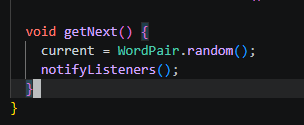 void getNext() {
current = WordPair.random();
notifyListeners();
}
}